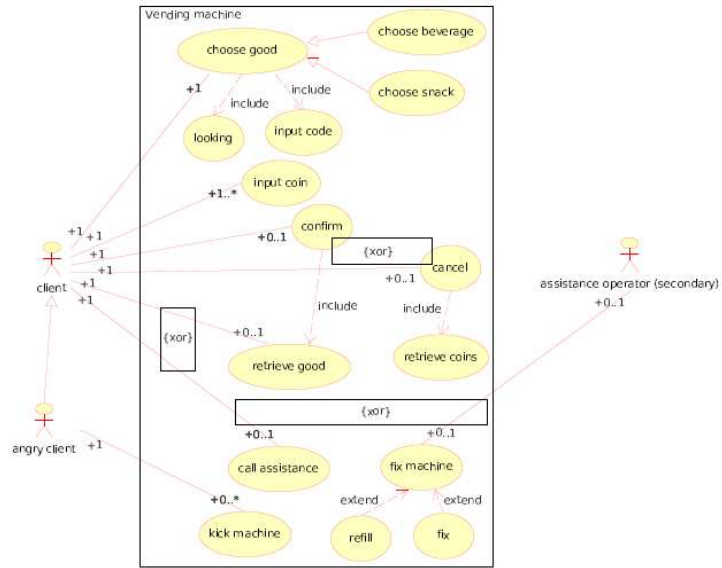 Vending machine
choose beverage
choose good
choose snack
+1
include
include
looking
input code
input coin
+1..*
confirm
+1
+1
+0..1
{xor}
+1
cancel
+1
+0..1
client
assistance operator (secondary)
+1
+1
+0..1
include
include
+0..1
{xor}
retrieve good
retrieve coins
{xor}
+0..1
+0..1
angry client
+1
call assistance
fix machine
+0..*
extend
extend
kick machine
refill
fix